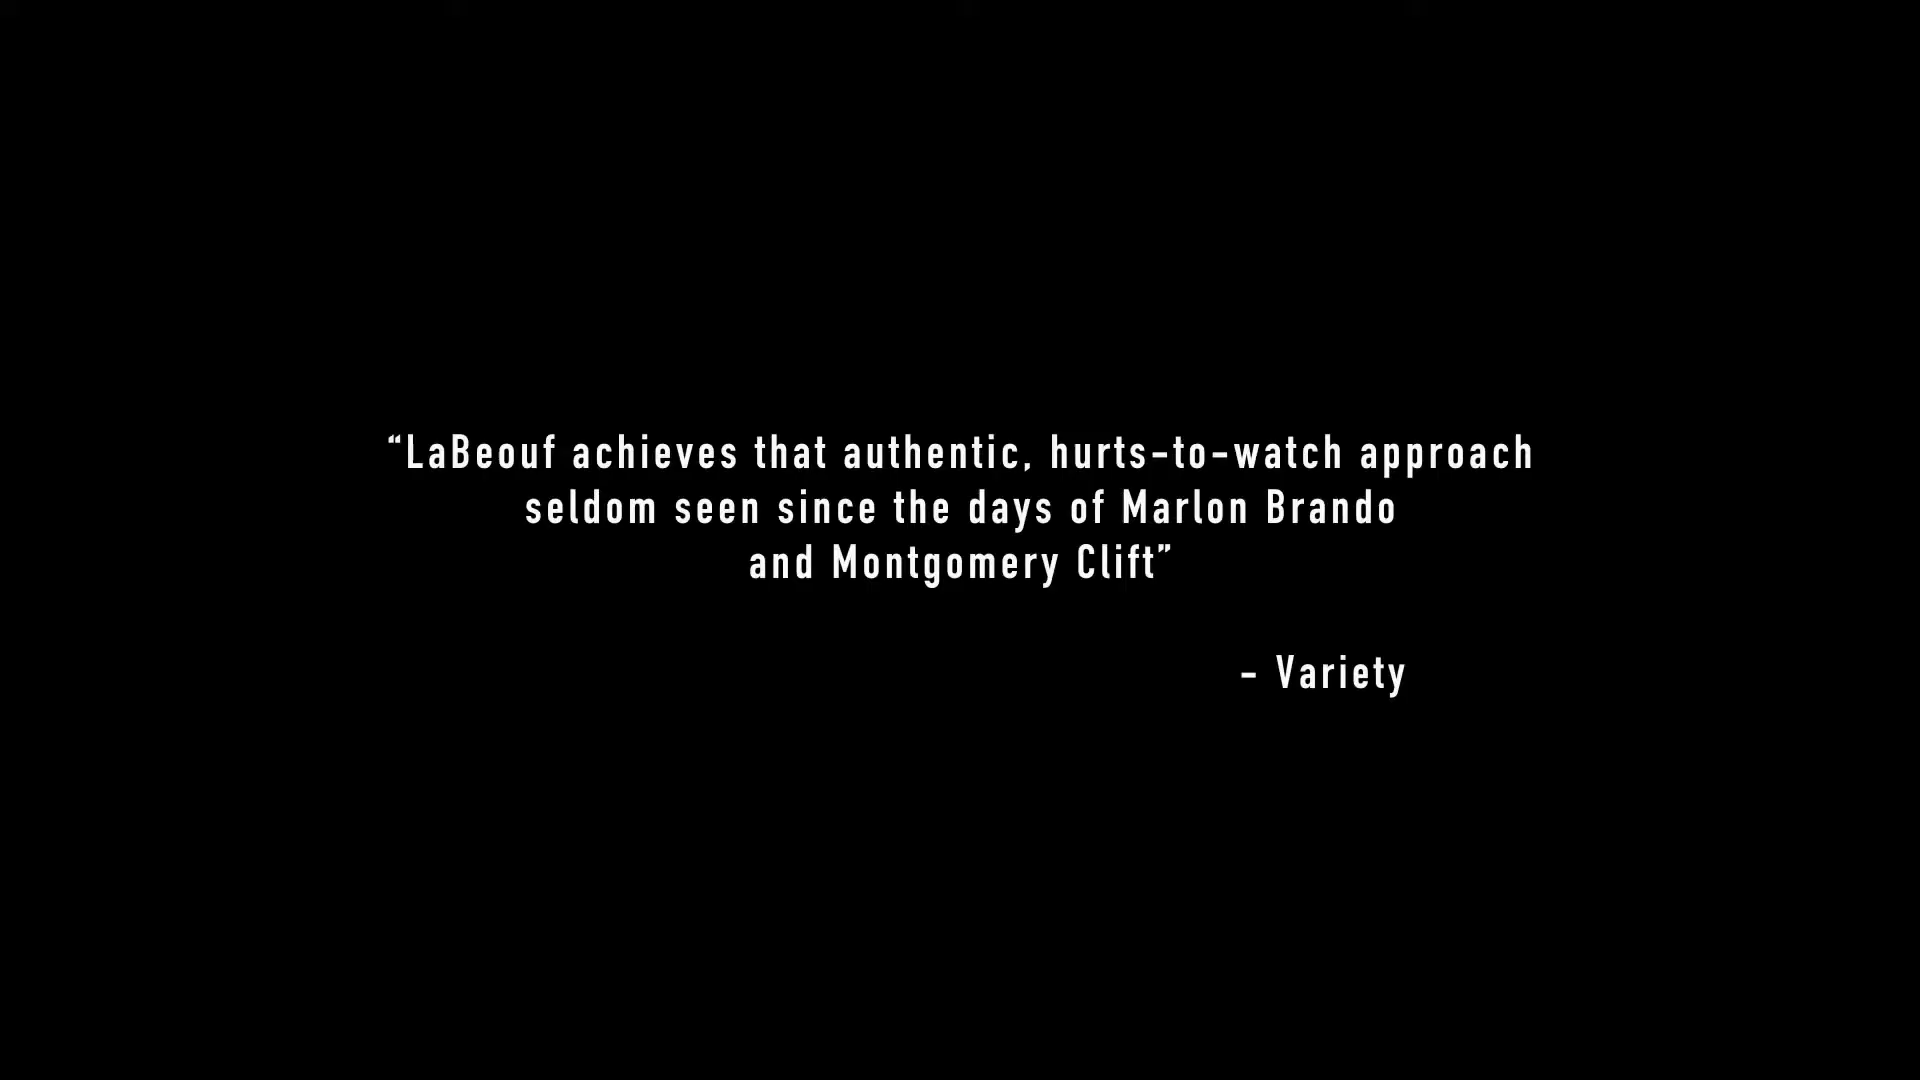 “LaBeouf achieves that authentic, hurts-to-watch approach
seldom seen since the days of Marlon Brando
and Montgomery Clift”
- Variety